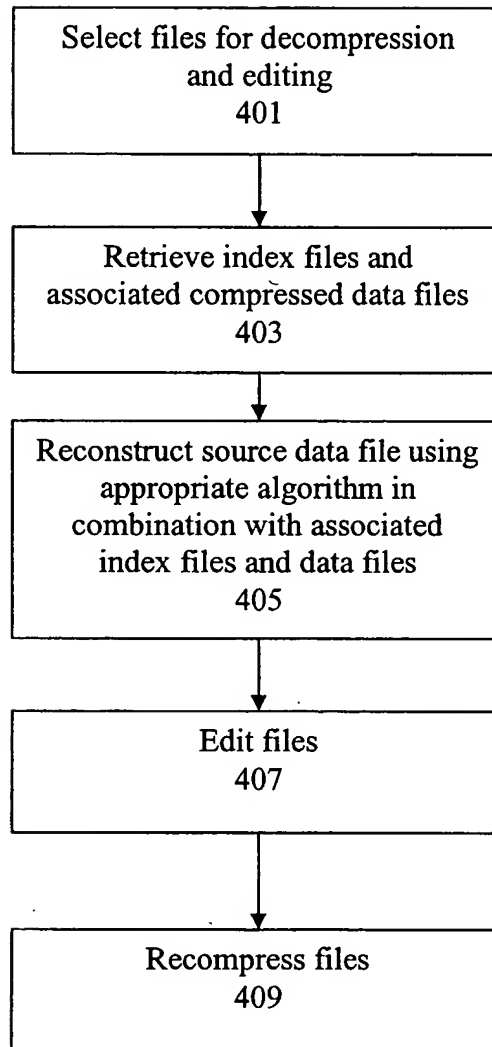 Select files for decompression
and editing
401
Retrieve index files and
associated compressed data files
403
Reconstruct source data file using
appropriate algorithm in
combination with associated
index files and data files
405
Edit files
407
Recompress files
409